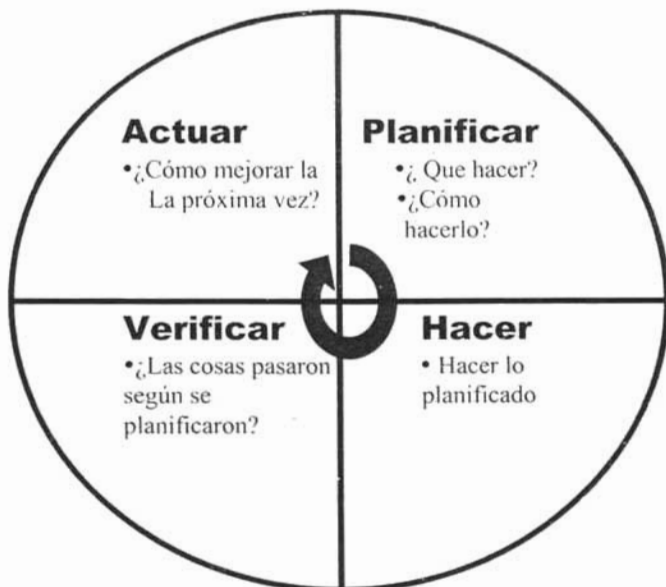 Actuar
•¿Cómo mejorar la
La próxima vez?
Planificar
•¿ Que hacer?
•¿Cómo
hacerlo?
Verificar
•¿Las cosas pasaron
según se
planificaron?
Hacer
• Hacer lo
planificado